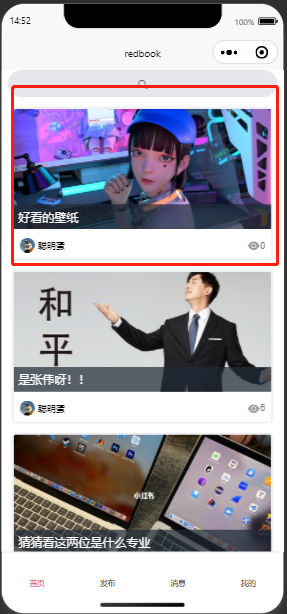 14:52
100%
redbook
好看的壁纸
聪明蛋
0
和
平
是张伟呀！！
聪明蛋
6
小红书
猜猜看这两位是什么专业
首页
发布
消息
我的